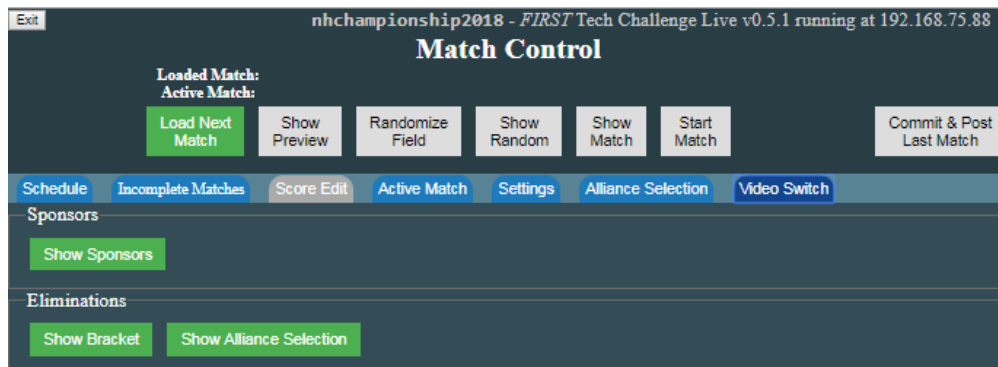 Exit
nhchampionship2018 - FIRST Tech Challenge Live v0.5.1 running at 192.168.75.88
Match Control
Loaded Match:
Active Match:
Load Next Match
Show Preview
Randomize Field
Show Random
Show Match
Start Match
Commit & Post Last Match
Schedule
Incomplete Matches
Score Edit
Active Match
Settings
Alliance Selection
Video Switch
Sponsors
Show Sponsors
Eliminations
Show Bracket
Show Alliance Selection